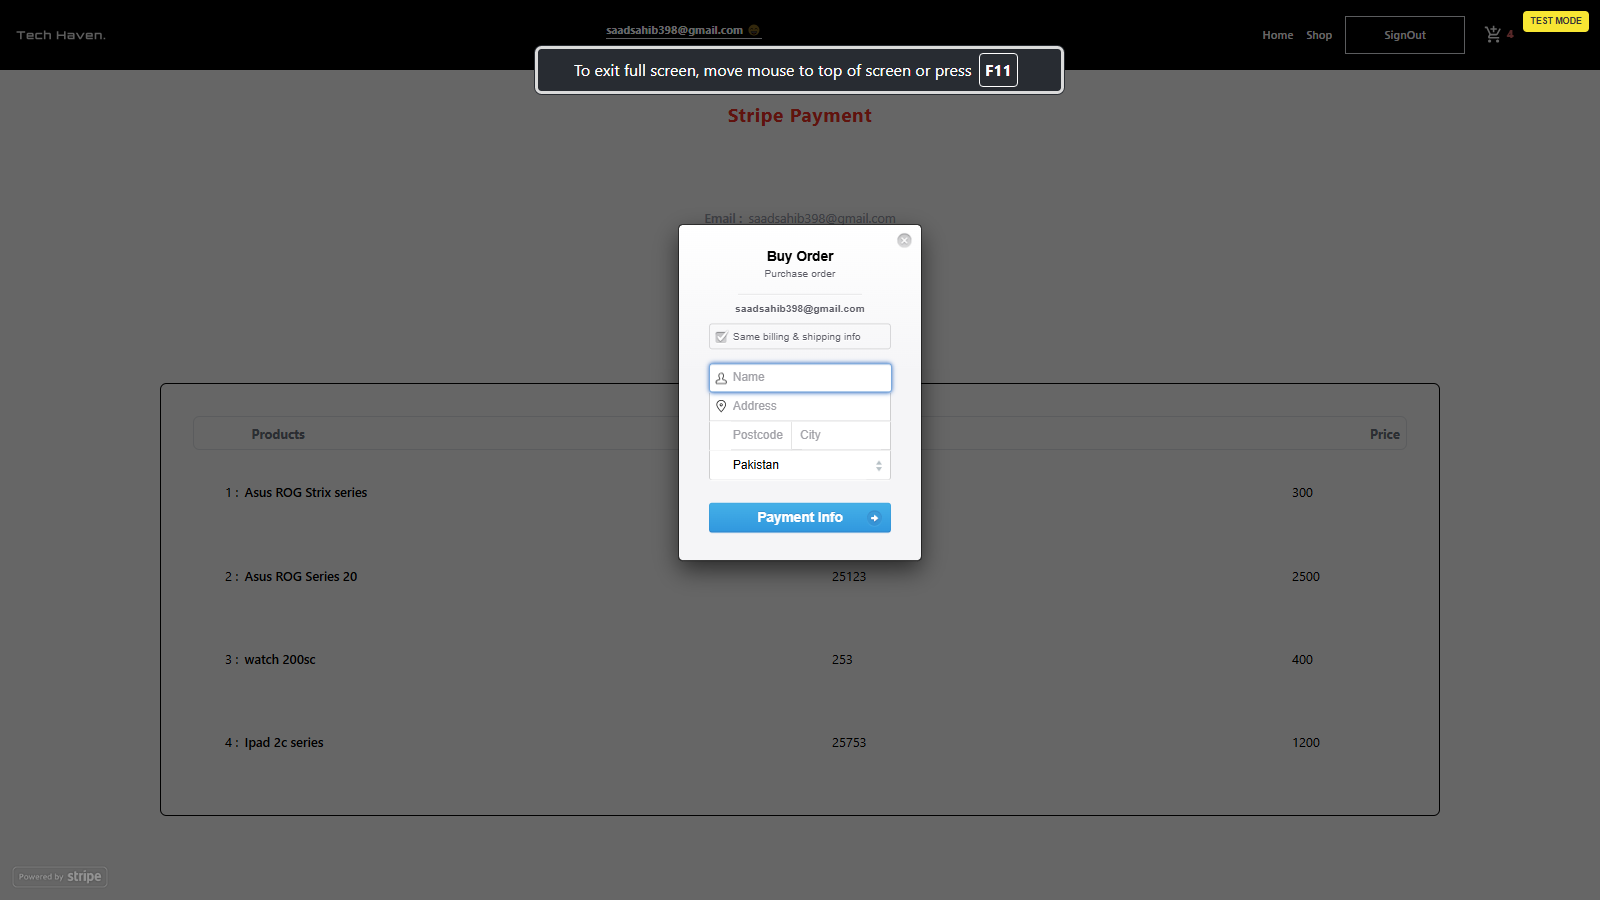 Tech Haven.
saadsahib398@gmail.com
Home
Shop
SignOut
4
TEST MODE
To exit full screen, move mouse to top of screen or press F11
Stripe Payment
Email : saadsahib398@gmail.com
Buy Order
Purchase order
saadsahib398@gmail.com
Same billing & shipping info
Name
Address
Postcode
City
Pakistan
Payment Info
Products
Price
1 : Asus ROG Strix series
300
2 : Asus ROG Series 20
25123
2500
3 : watch 200sc
253
400
4 : Ipad 2c series
25753
1200
Powered by stripe